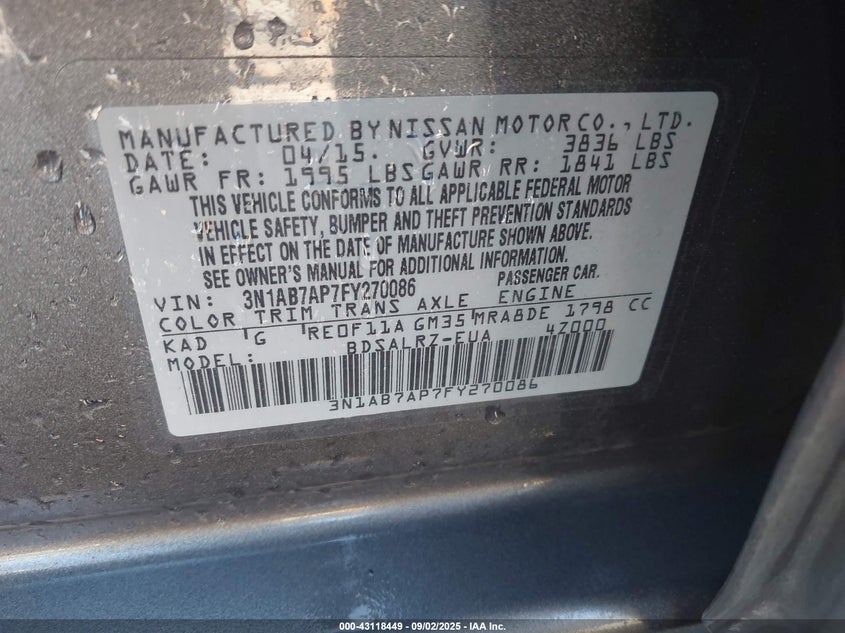 MANUFACTURED BY NISSAN MOTOR CO., LTD.
DATE: 04/15. GVWR: 3836 LBS
GAWR FR: 1995 LBS GAWR RR: 1841 LBS
THIS VEHICLE CONFORMS TO ALL APPLICABLE FEDERAL MOTOR
VEHICLE SAFETY, BUMPER AND THEFT PREVENTION STANDARDS
IN EFFECT ON THE DATE OF MANUFACTURE SHOWN ABOVE.
SEE OWNER'S MANUAL FOR ADDITIONAL INFORMATION.
VIN: 3N1AB7AP7FY270086 PASSENGER CAR.
COLOR TRIM TRANS AXLE ENGINE
KAD G RE0F11A GM35 MRA8DE 1798 CC
MODEL: BDSALRZ-EUA 47000
3N1AB7AP7FY270086
000-43118449 - 09/02/2025 - IAA Inc.